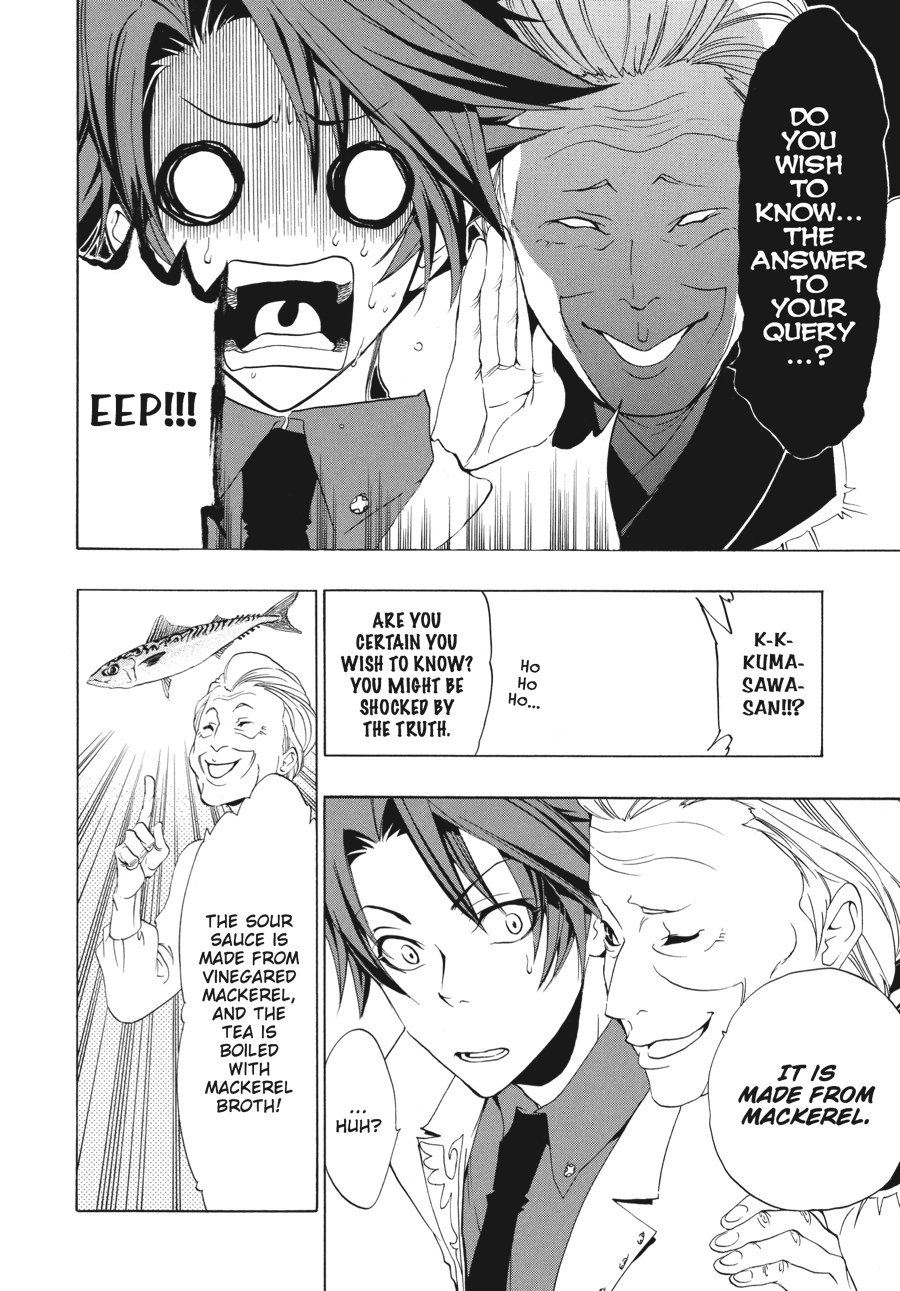 DO
YOU
WISH
TO
KNOW...
THE
ANSWER
TO
YOUR
QUERY
...?
EEP!!!
K-K-
KUMA-
SAWA-
SAN!!?
HO
HO
HO...
ARE YOU
CERTAIN YOU
WISH TO KNOW?
YOU MIGHT BE
SHOCKED BY
THE TRUTH.
IT IS
MADE FROM
MACKEREL.
...
HUH?
THE SOUR
SAUCE IS
MADE FROM
VINEGARED
MACKEREL,
AND THE
TEA IS
BOILED
WITH
MACKEREL
BROTH!